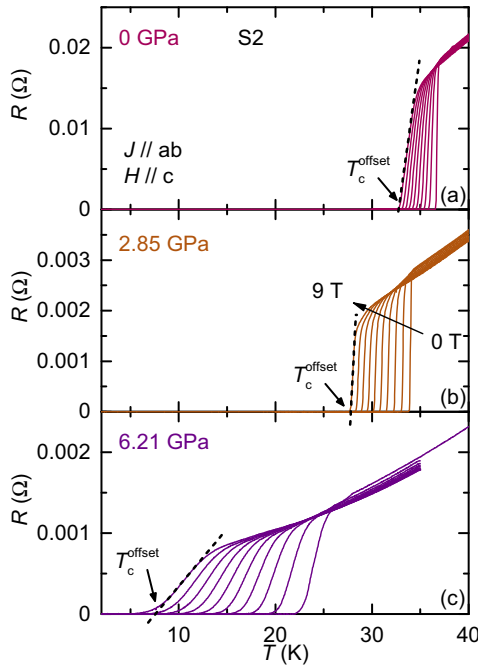 0 GPa S2
0.02
0.01
0
R (Ω)
J // ab
H // c
T_c^offset
(a)
2.85 GPa
0.003
0.002
0.001
0
R (Ω)
9 T
0 T
T_c^offset
(b)
6.21 GPa
0.002
0.001
0
R (Ω)
T_c^offset
(c)
10 20 30 40
T (K)